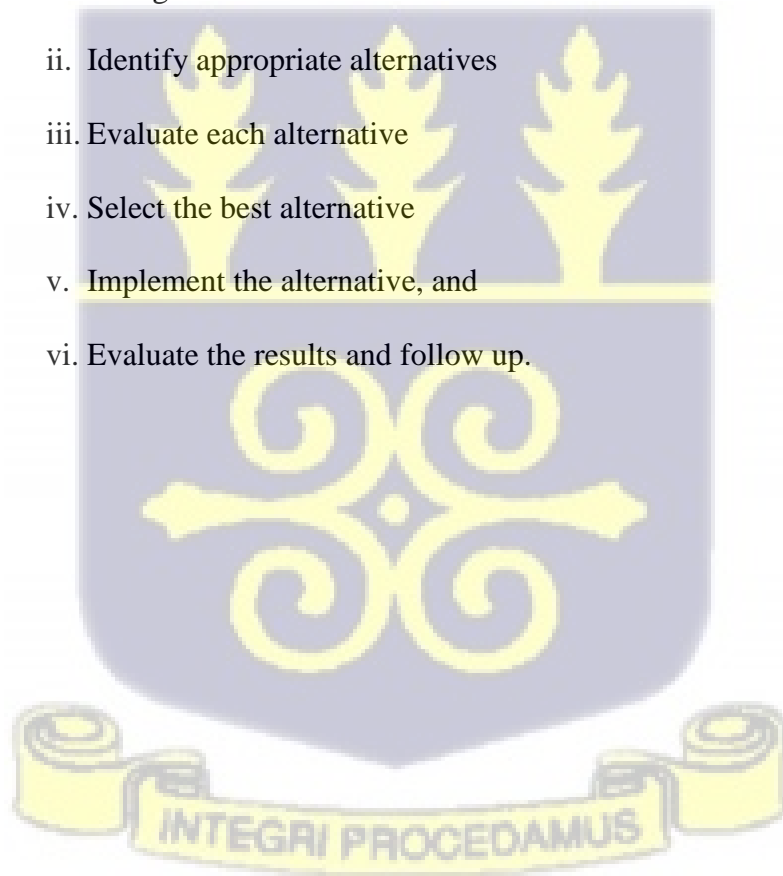 ii. Identify appropriate alternatives
iii. Evaluate each alternative
iv. Select the best alternative
v. Implement the alternative, and
vi. Evaluate the results and follow up.
INTEGRI PROCEDAMUS